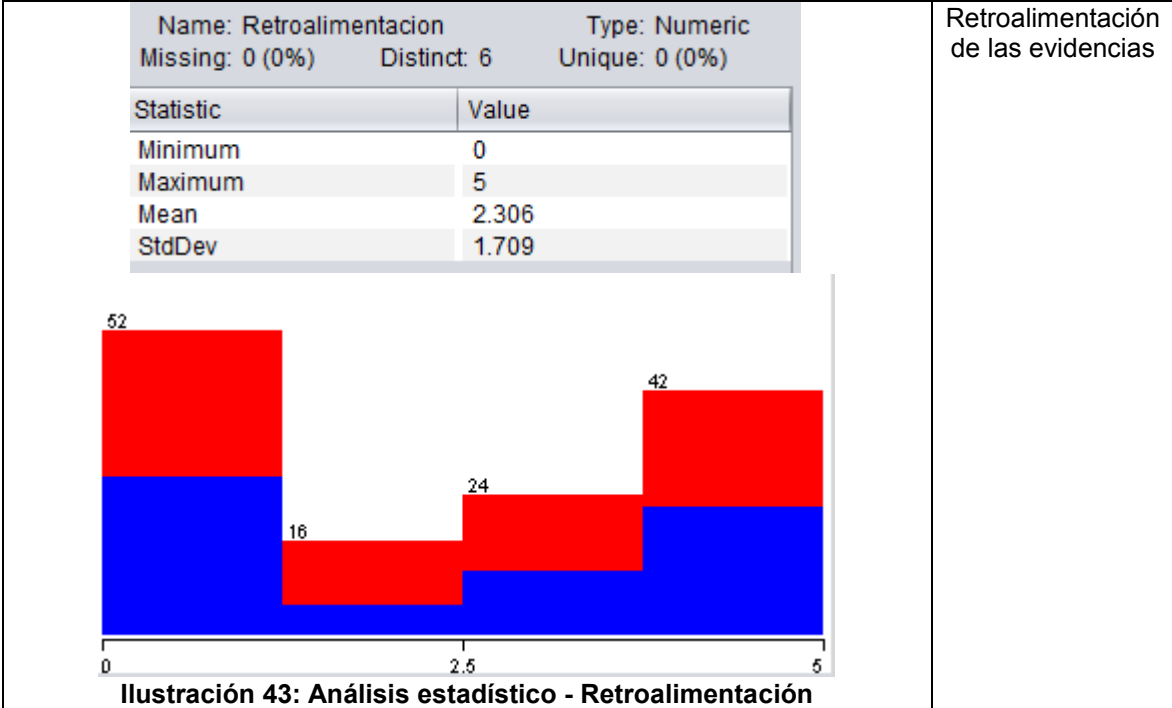 Name: Retroalimentacion Type: Numeric
Missing: 0 (0%) Distinct: 6 Unique: 0 (0%)
Statistic Value
Minimum 0
Maximum 5
Mean 2.306
StdDev 1.709
52
16
24
42
0 2.5 5
Ilustración 43: Análisis estadístico - Retroalimentación
Retroalimentación
de las evidencias